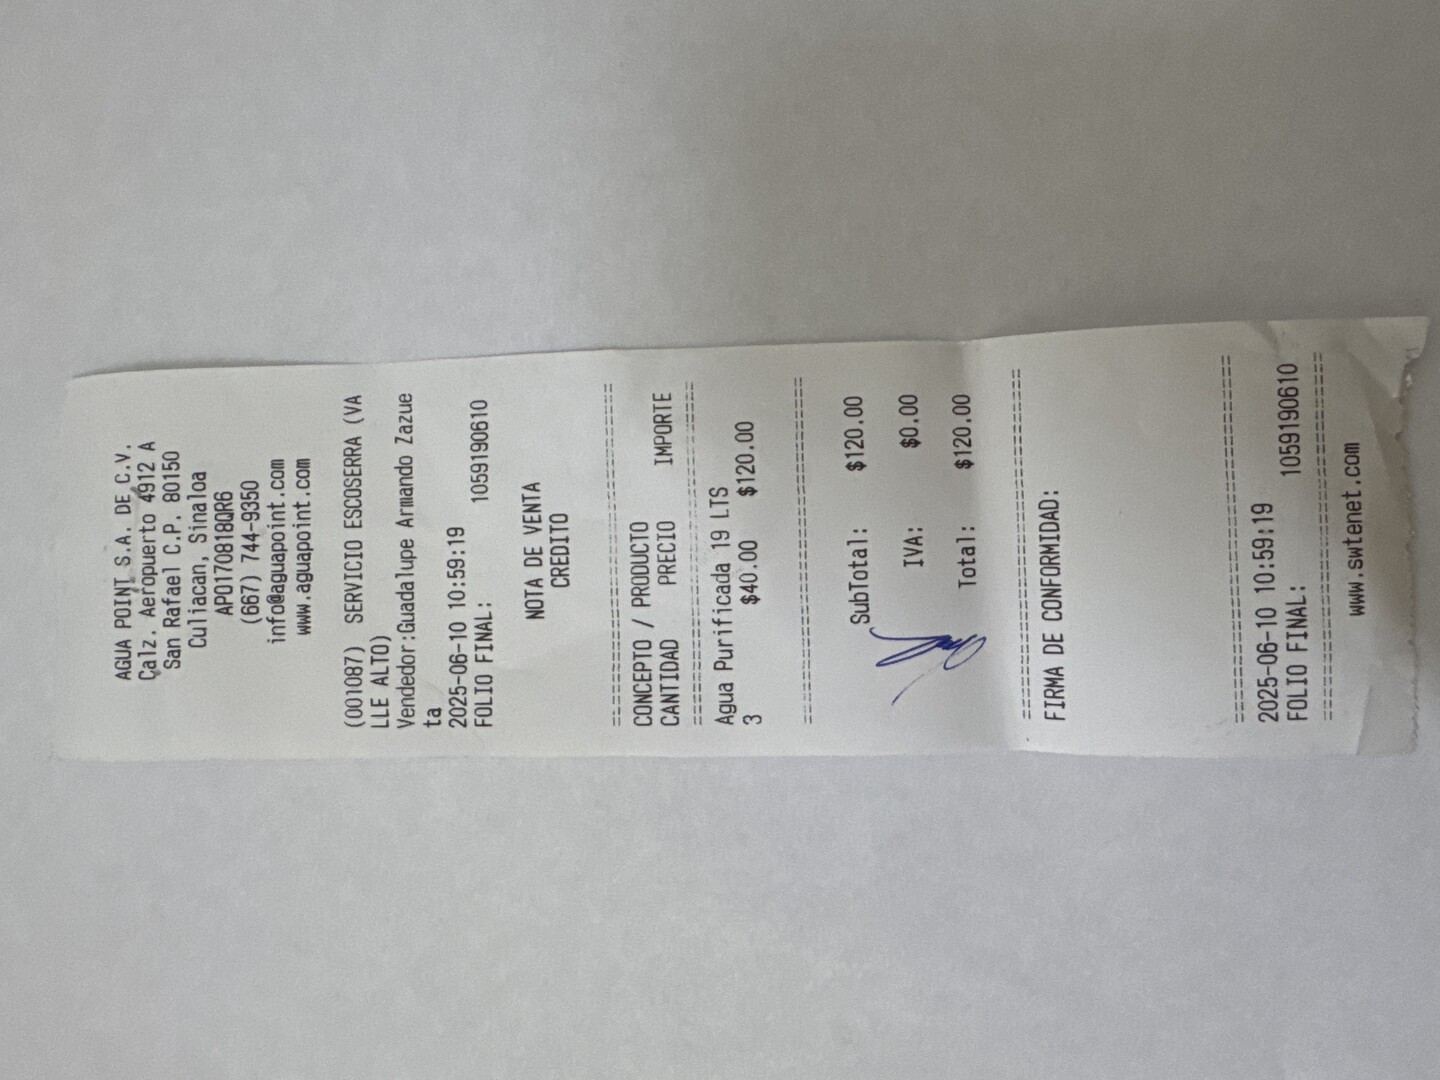 AGUA POINT S.A. DE C.V.
Calz. Aeropuerto 4912 A
San Rafael C.P. 80150
Culiacan, Sinaloa
APO170818QR6
(667) 744-9350
info@aguapoint.com
www.aguapoint.com
(001087) SERVICIO ESCOSERRA (VA
LLE ALTO)
Vendedor:Guadalupe Armando Zazue
ta
2025-06-10 10:59:19
FOLIO FINAL: 1059190610
NOTA DE VENTA
CREDITO
================================
CONCEPTO / PRODUCTO
CANTIDAD PRECIO IMPORTE
================================
Agua Purificada 19 LTS
3 $40.00 $120.00
================================
SubTotal: $120.00
IVA: $0.00
Total: $120.00
================================
FIRMA DE CONFORMIDAD:
================================
2025-06-10 10:59:19
FOLIO FINAL: 1059190610
================================
www.swtenet.com